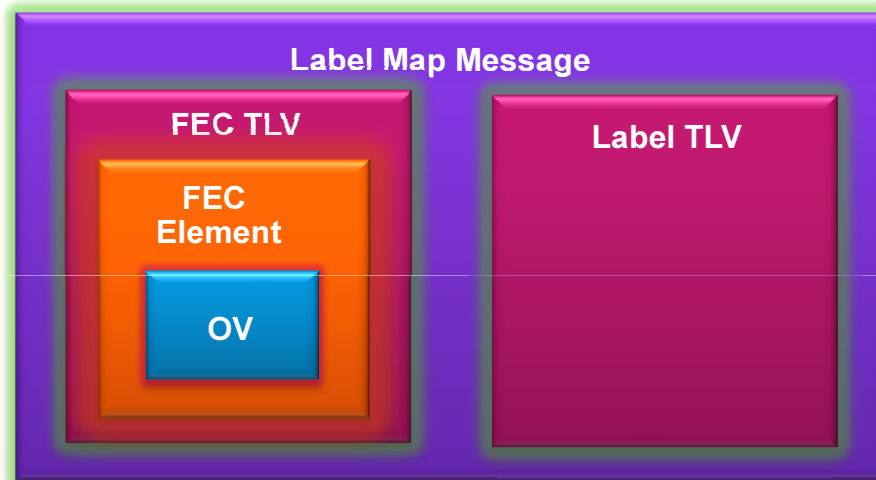 Label Map Message
FEC TLV
Label TLV
FEC
Element
OV